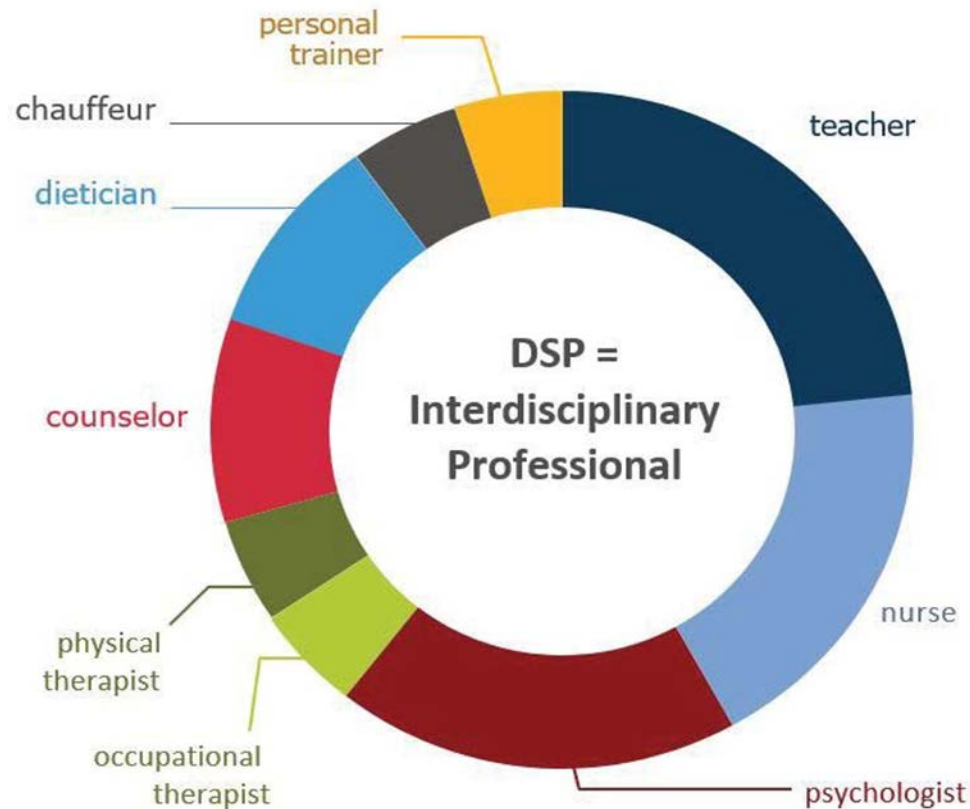 personal
trainer
chauffeur
teacher
dietician
DSP =
Interdisciplinary
Professional
counselor
nurse
physical
therapist
occupational
therapist
psychologist